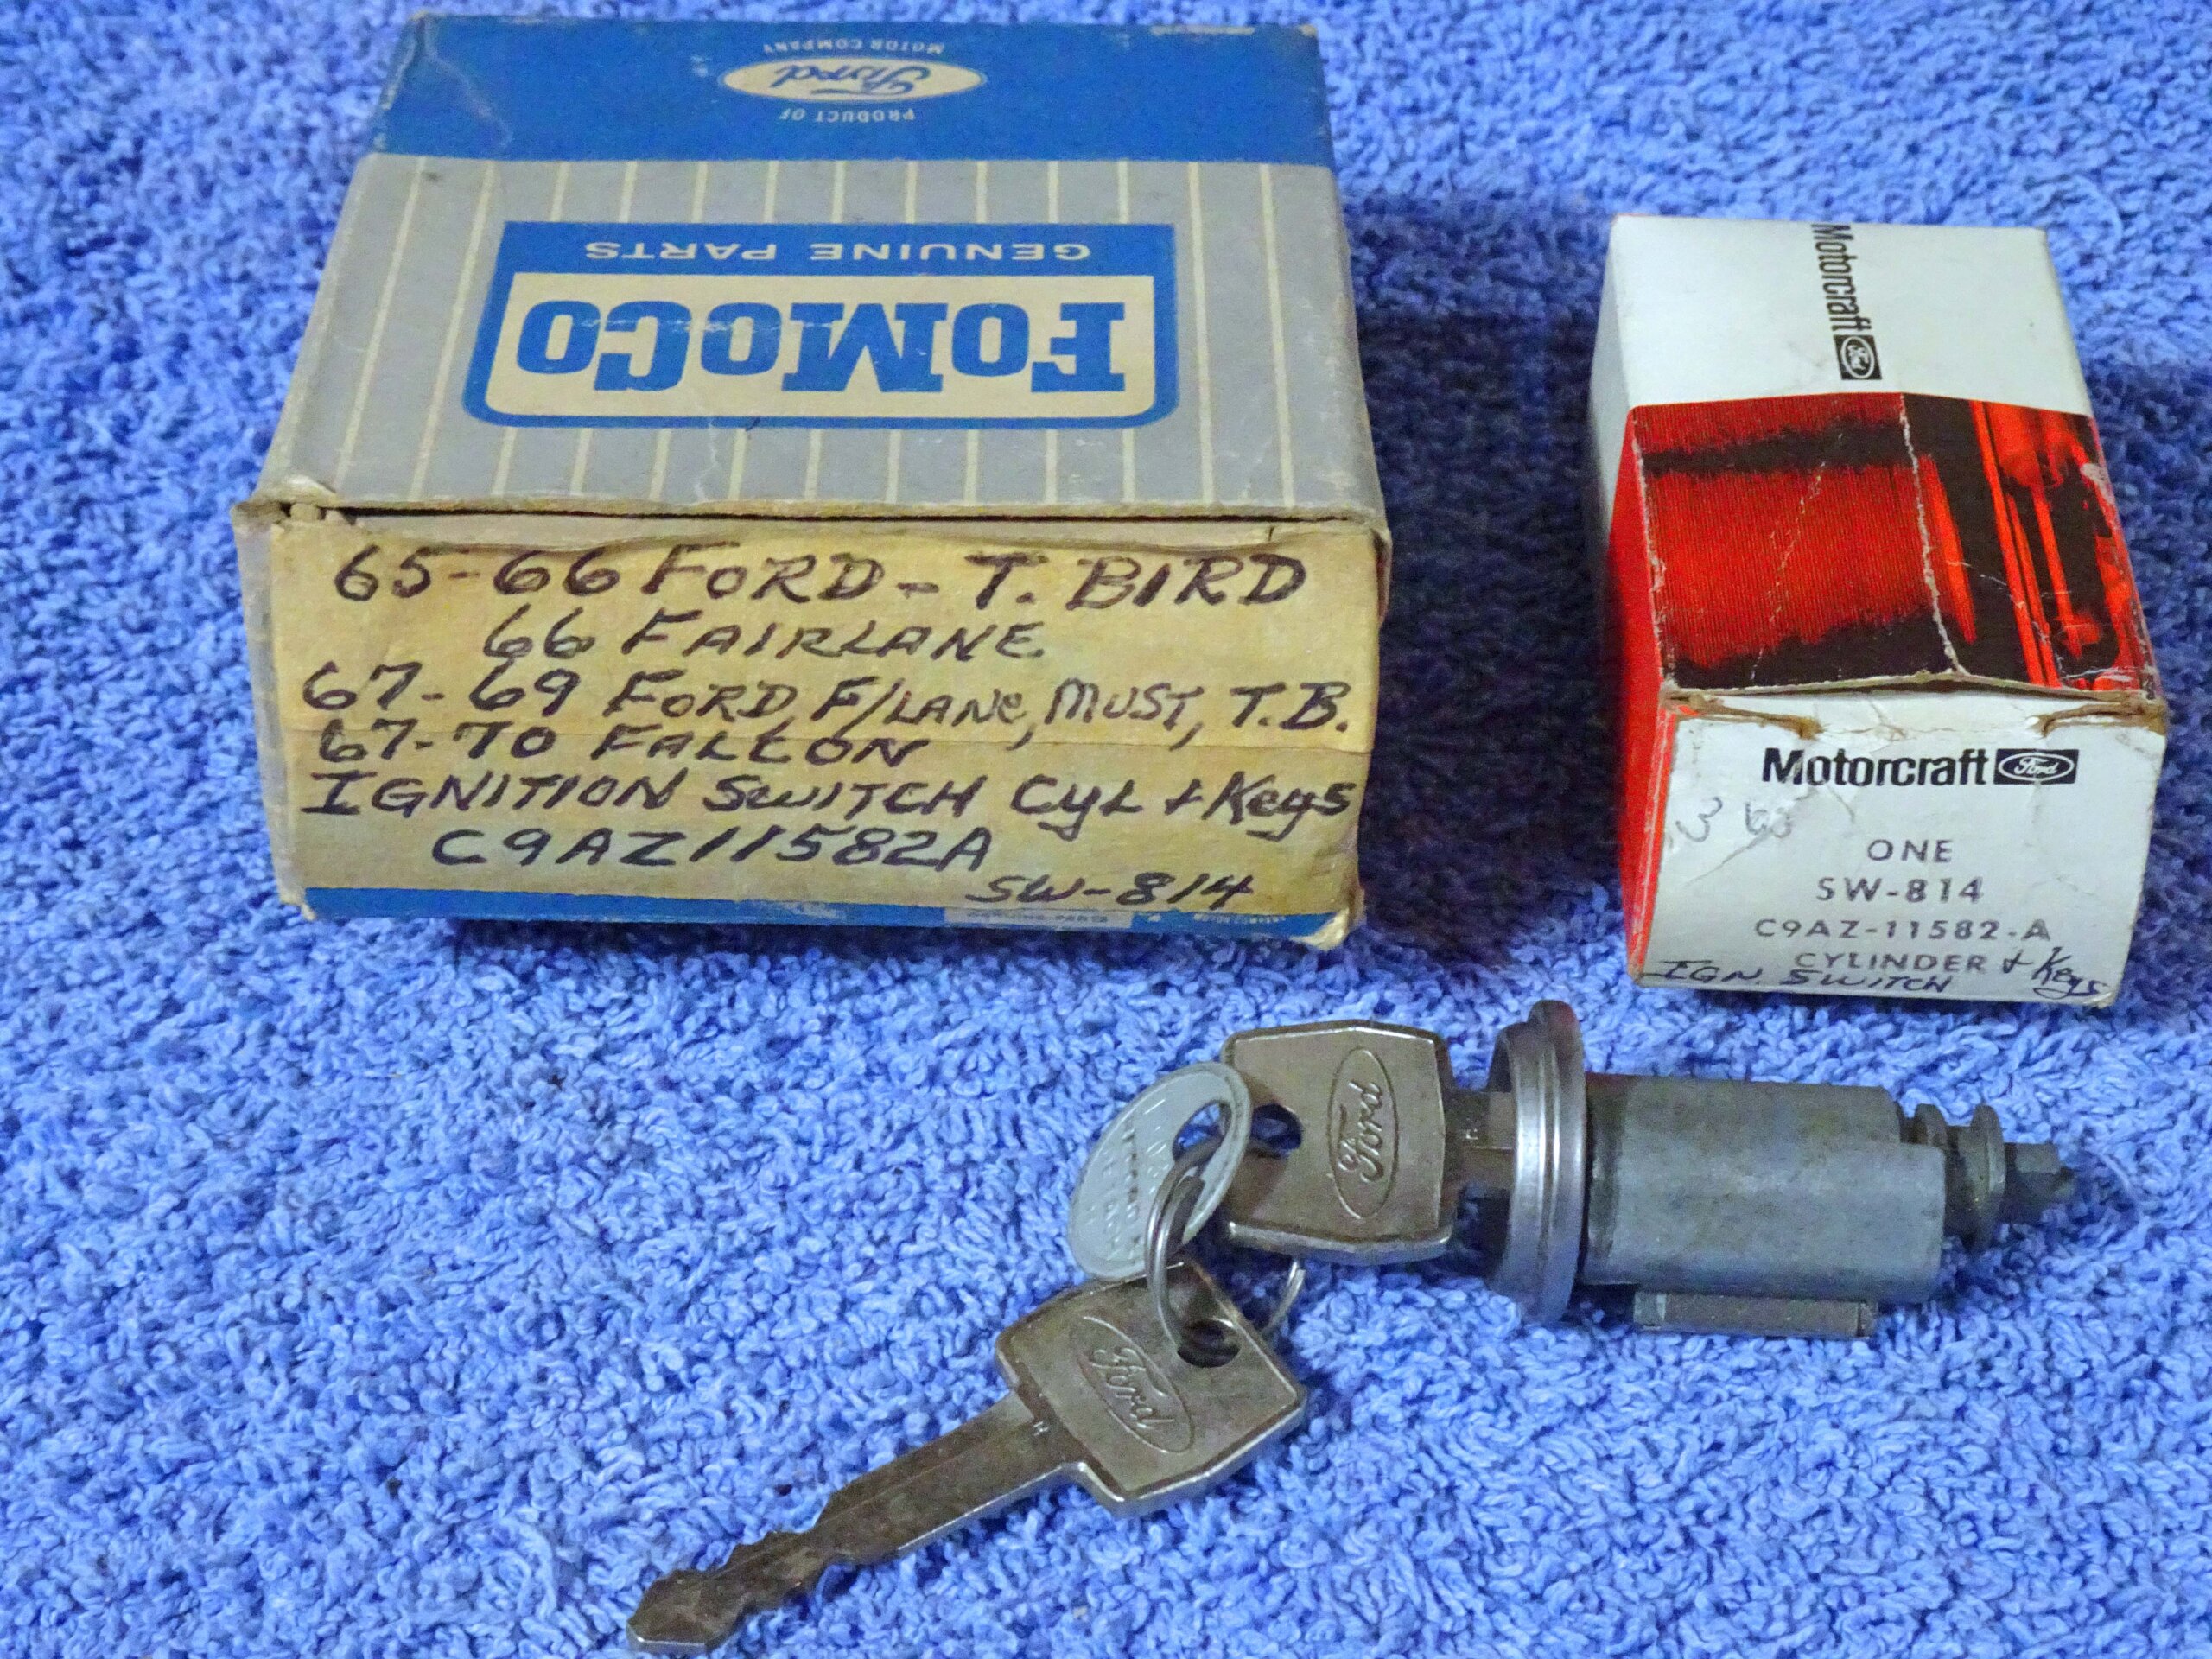 PRODUCT OF
Ford
MOTOR COMPANY
GENUINE PARTS
FoMoCo
65-66 FORD - T. BIRD
66 FAIRLANE
67-69 FORD, F/LANE, MUST, T.B.
67-70 FALCON
IGNITION SWITCH CYL + Keys
C9AZ11582A
SW-814
Motorcraft Ford
Motorcraft Ford
ONE
SW-814
C9AZ-11582-A
CYLINDER + Keys
IGN. SWITCH
Ford
H
Ford
H